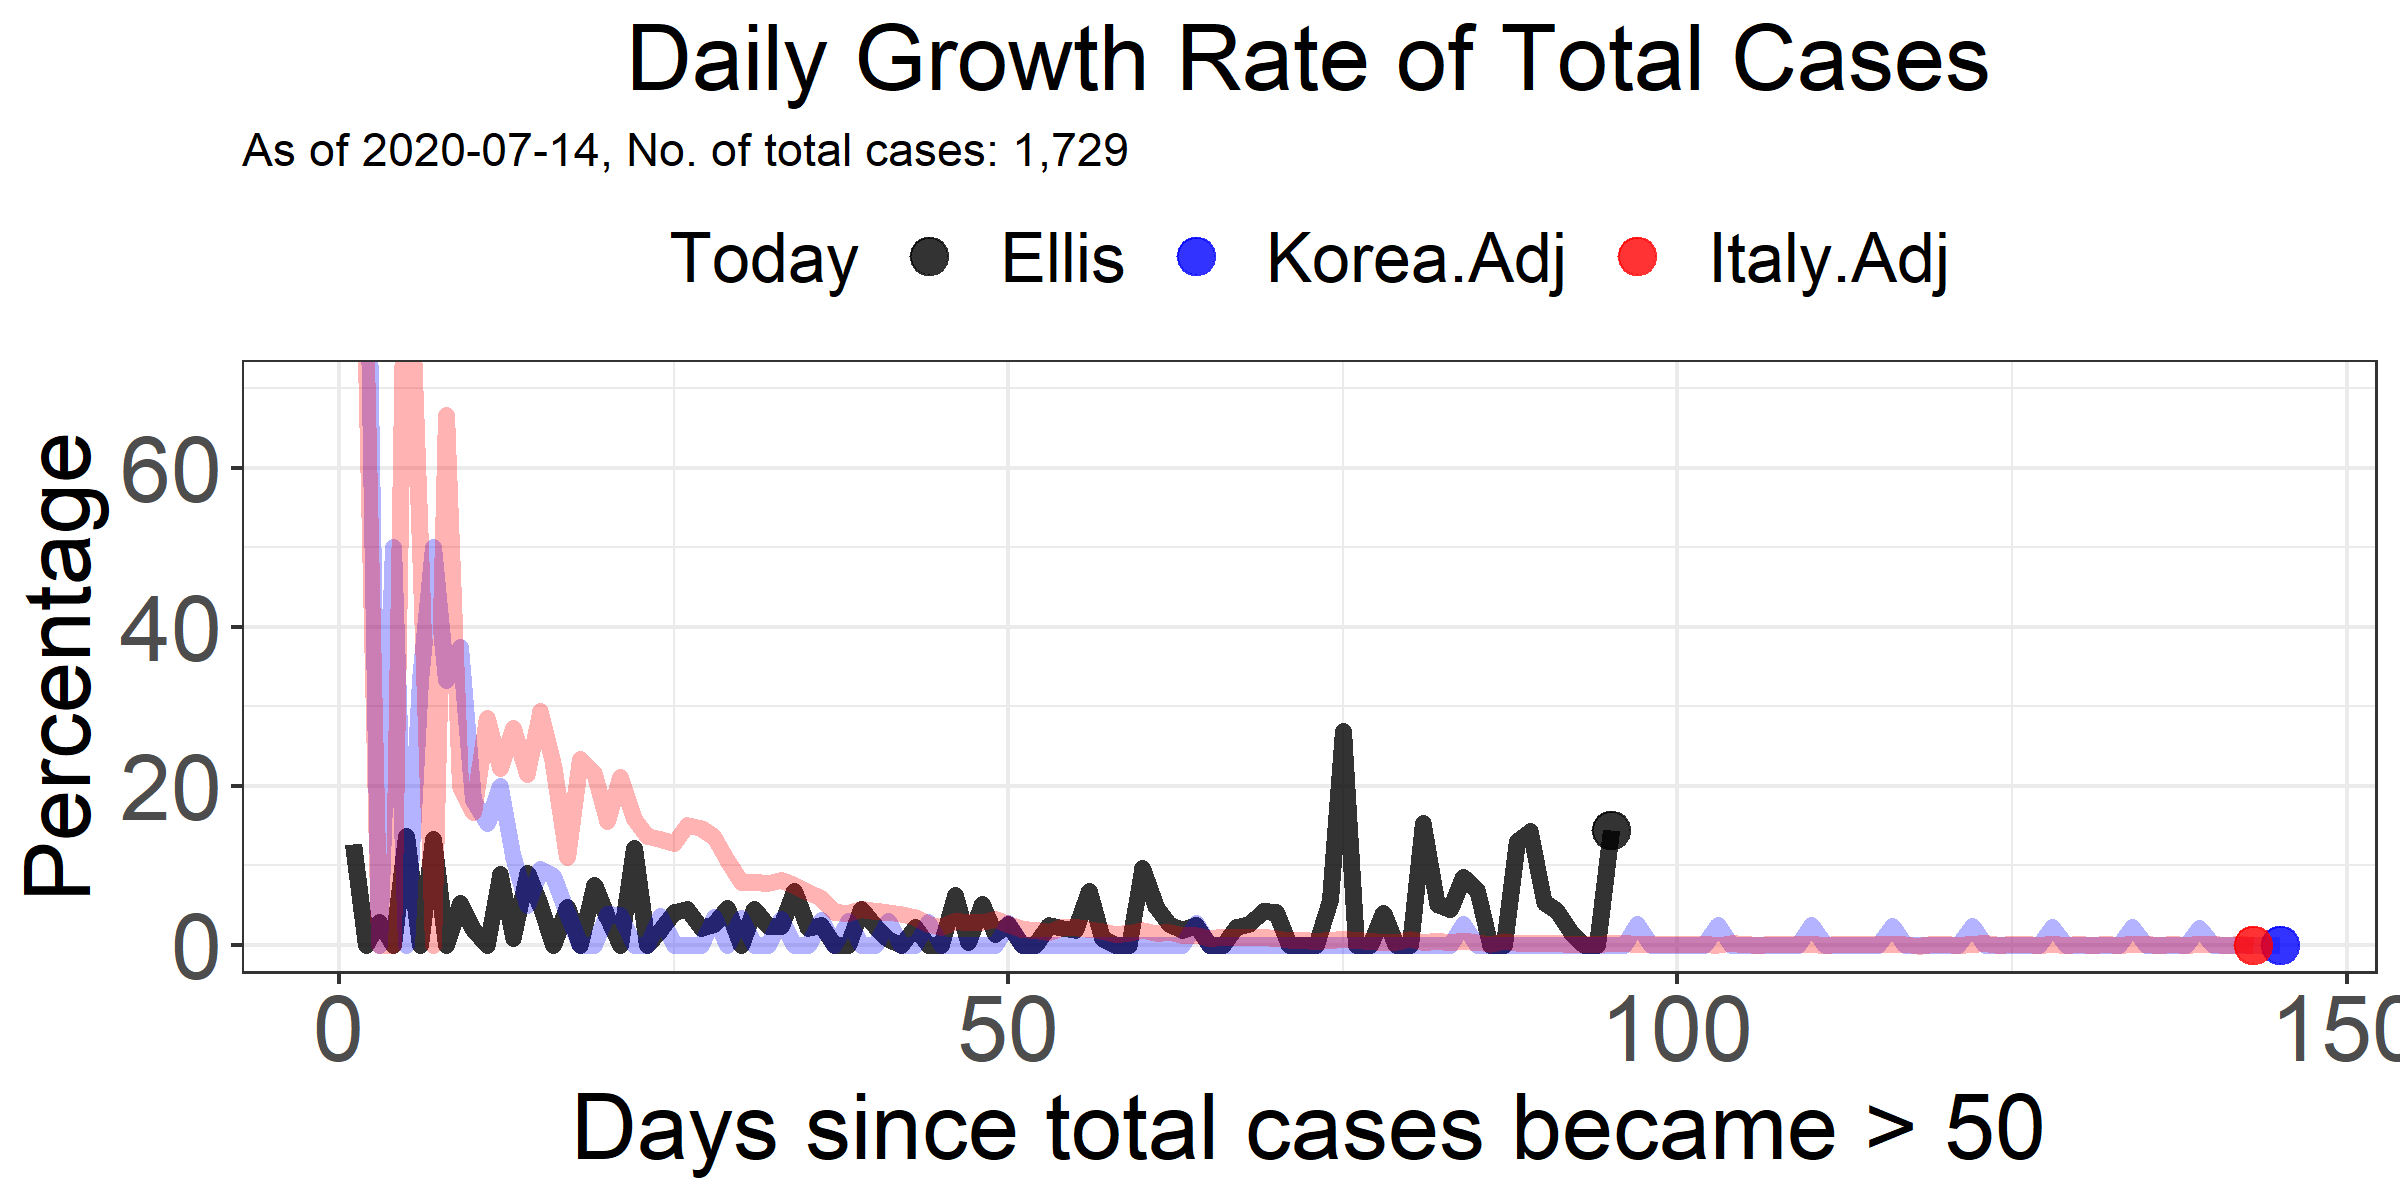 Daily Growth Rate of Total Cases
As of 2020-07-14, No. of total cases: 1,729
Today Ellis Korea.Adj Italy.Adj
Percentage
60
40
20
0
0 50 100 150
Days since total cases became > 50